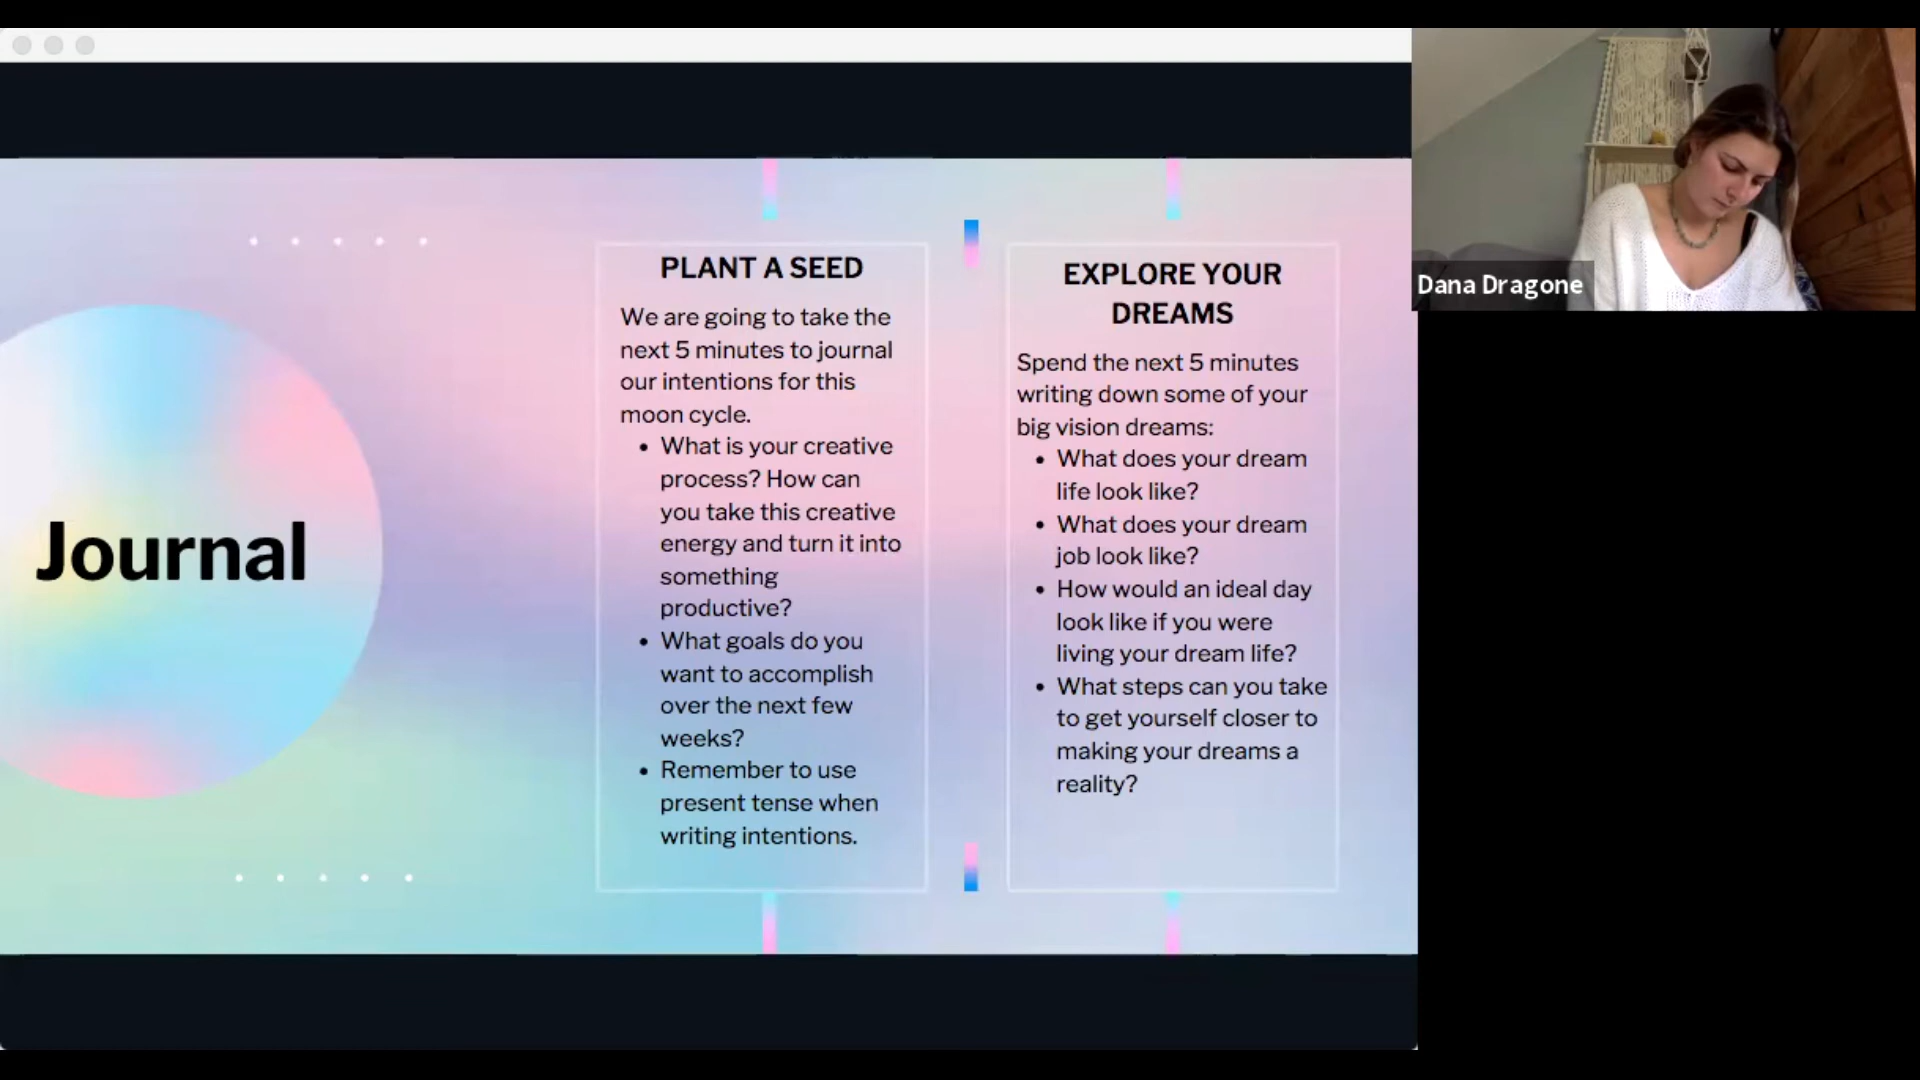 Journal
PLANT A SEED
We are going to take the
next 5 minutes to journal
our intentions for this
moon cycle.
• What is your creative
process? How can
you take this creative
energy and turn it into
something
productive?
• What goals do you
want to accomplish
over the next few
weeks?
• Remember to use
present tense when
writing intentions.
EXPLORE YOUR
DREAMS
Spend the next 5 minutes
writing down some of your
big vision dreams:
• What does your dream
life look like?
• What does your dream
job look like?
• How would an ideal day
look like if you were
living your dream life?
• What steps can you take
to get yourself closer to
making your dreams a
reality?
Dana Dragone